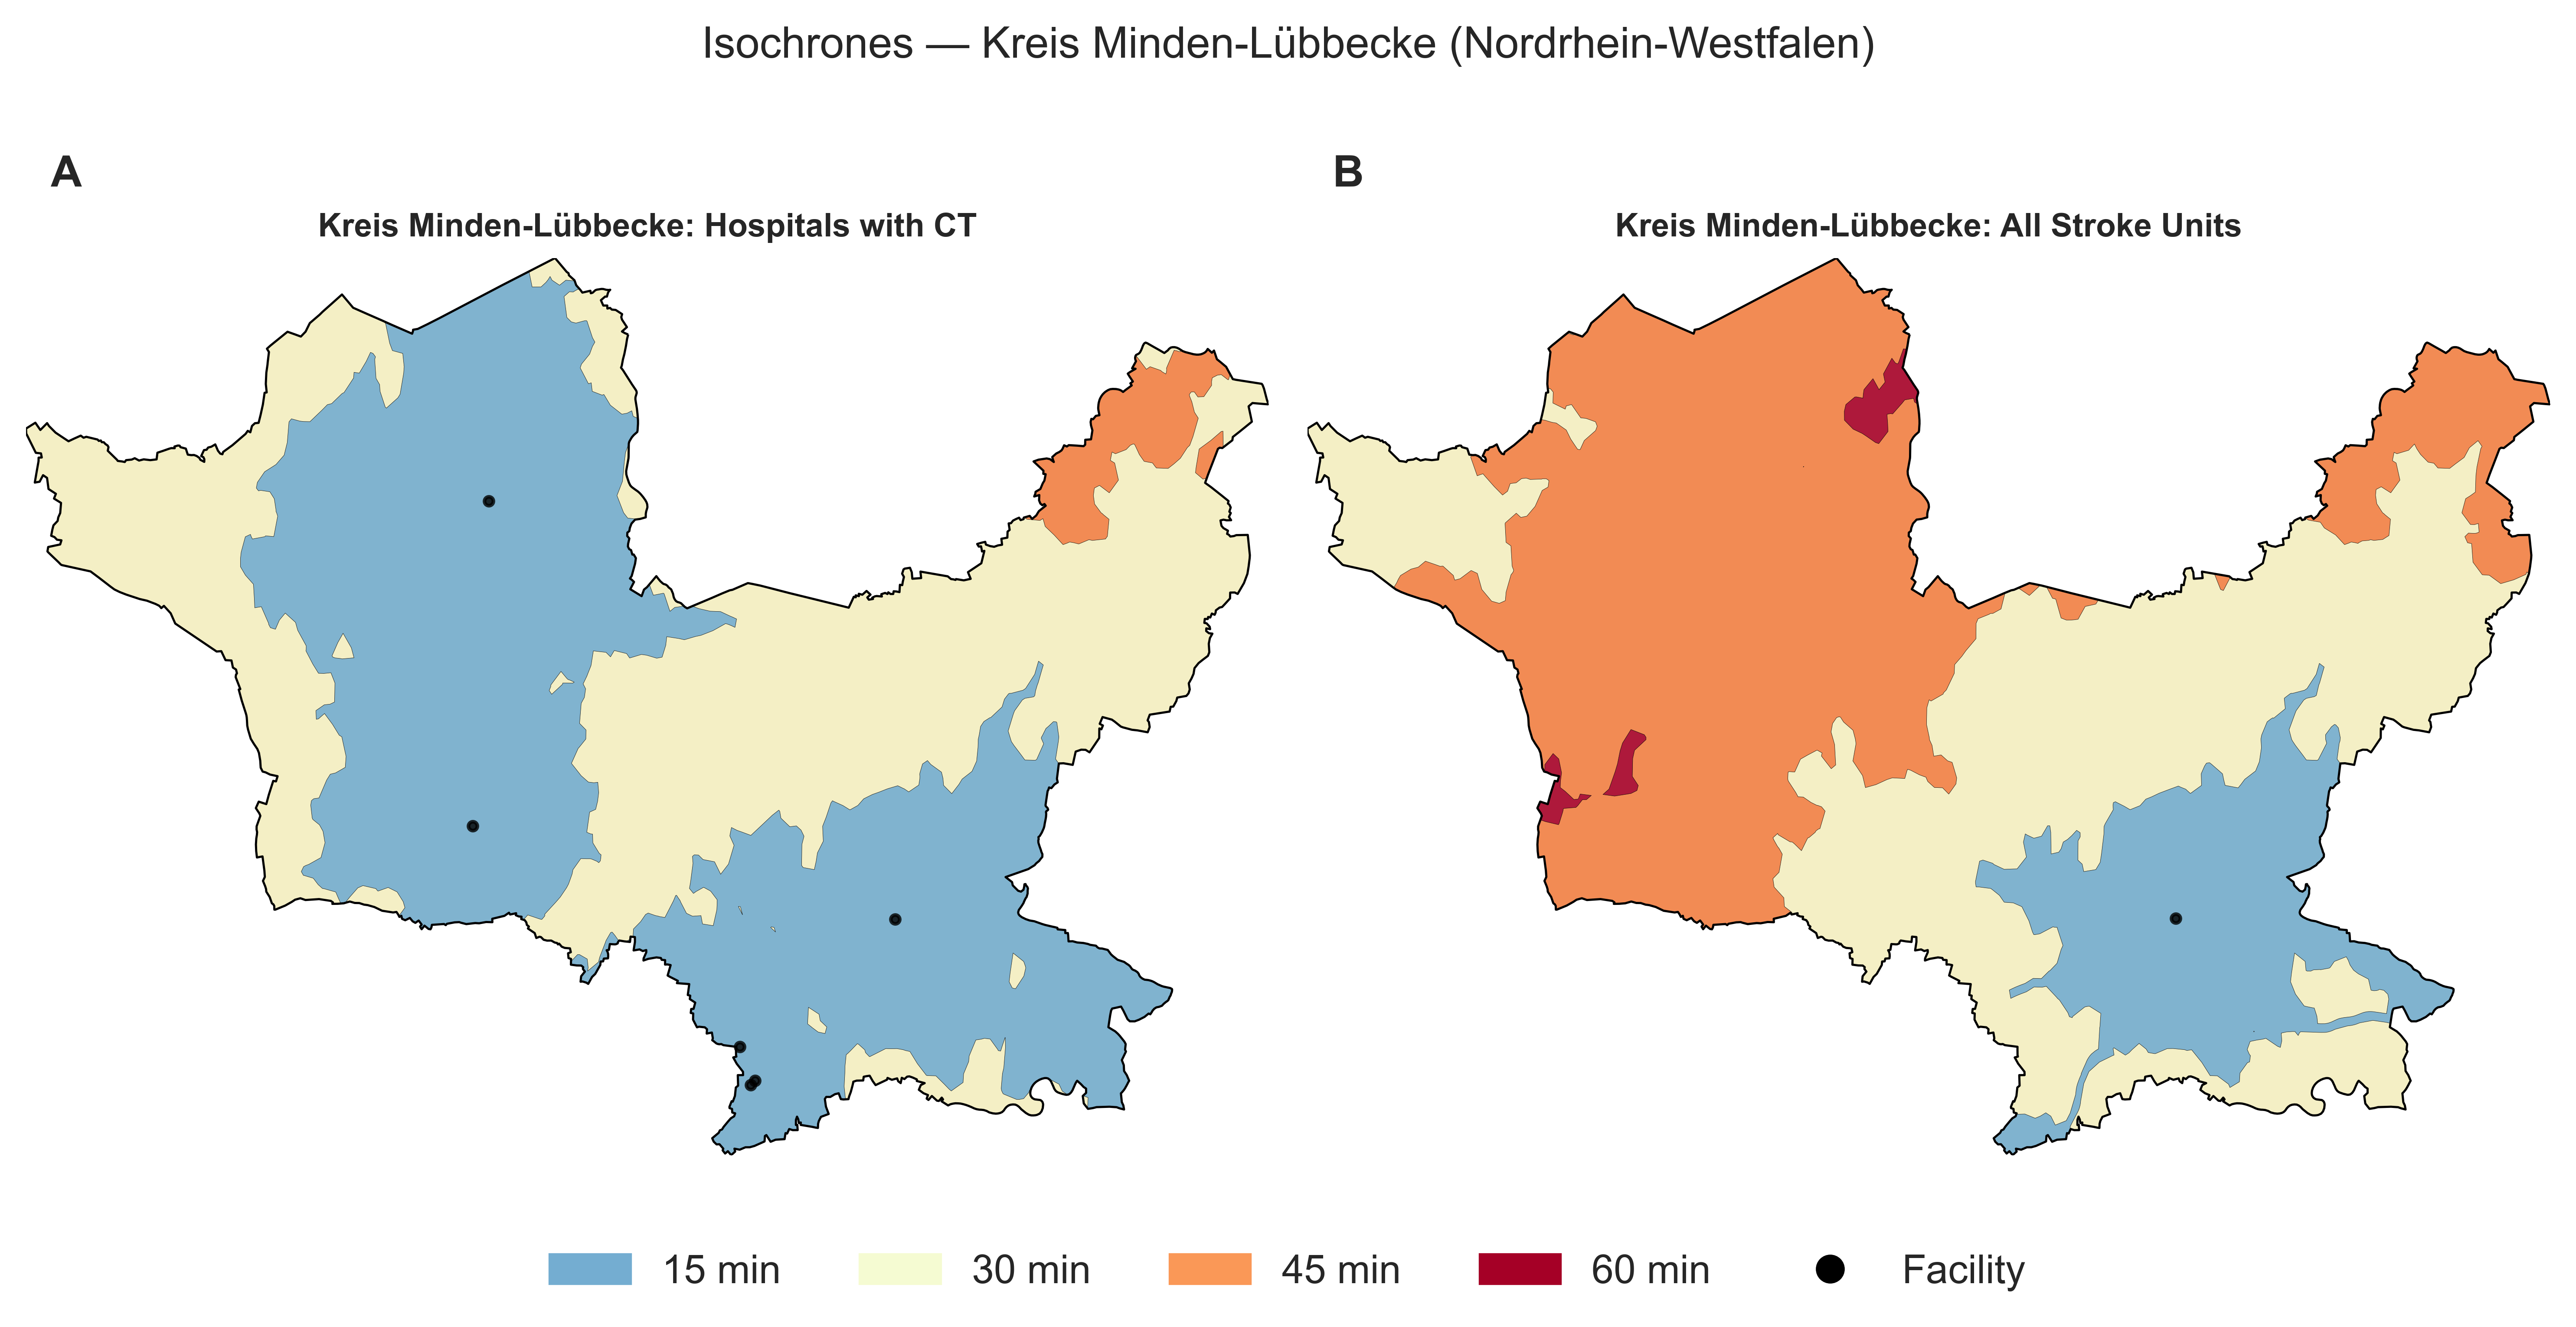 Isochrones — Kreis Minden-Lübbecke (Nordrhein-Westfalen)
A
B
Kreis Minden-Lübbecke: Hospitals with CT
Kreis Minden-Lübbecke: All Stroke Units
15 min
30 min
45 min
60 min
Facility